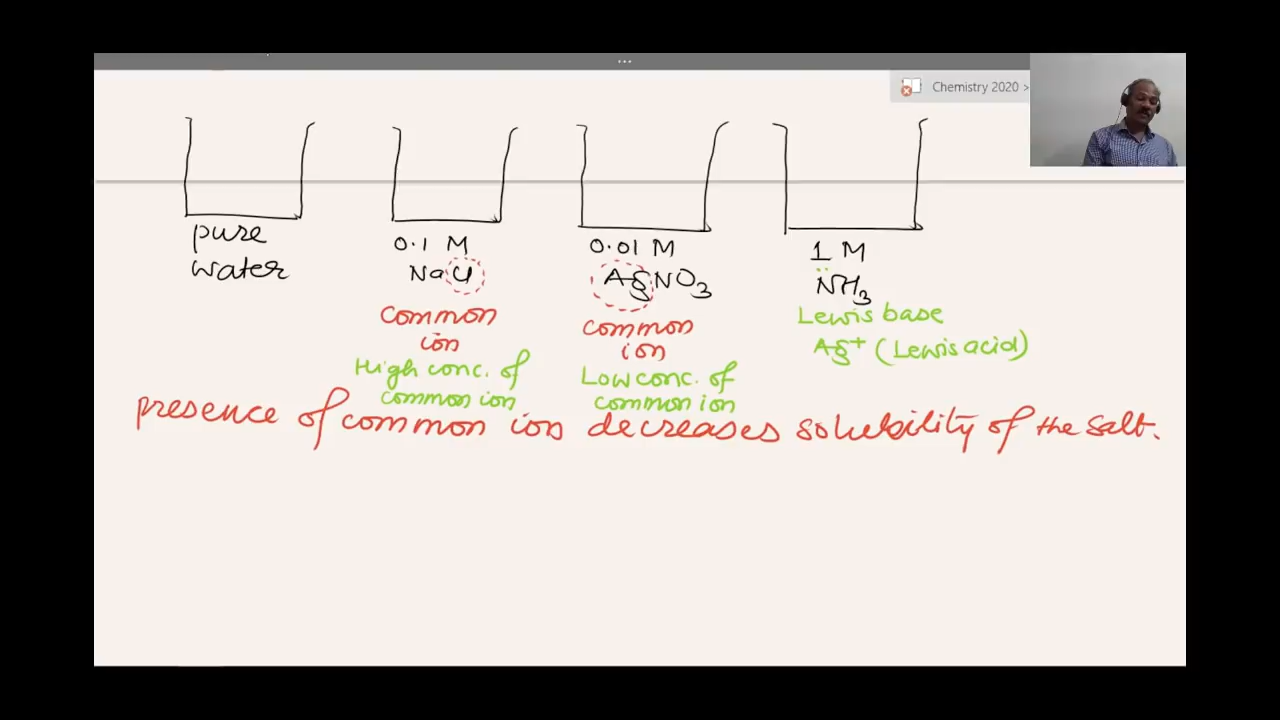 ...
Chemistry 2020 >
pure
water
0.1 M
NaCl
common
ion
High conc. of
common ion
0.01 M
AgNO3
common
ion
Low conc. of
common ion
1 M
NH3
Lewis base
Ag+ (Lewis acid)
presence of common ion decreases solubility of the salt.